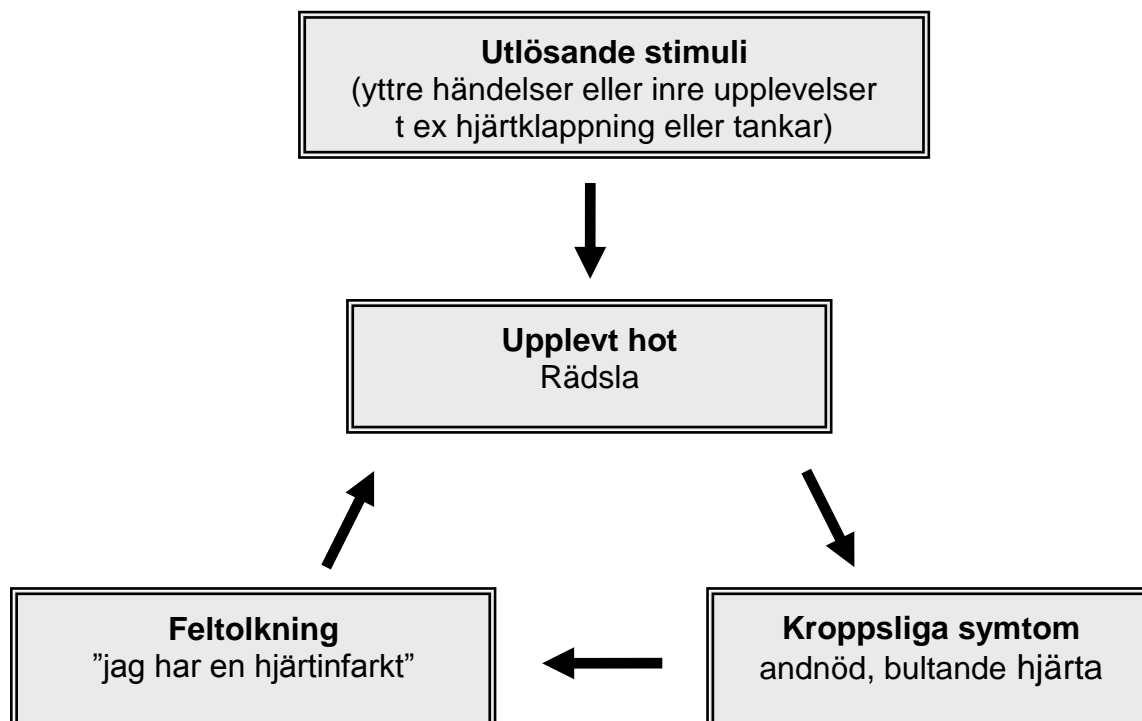 Utlösande stimuli
(yttre händelser eller inre upplevelser
t ex hjärtklappning eller tankar)
Upplevt hot
Rädsla
Feltolkning
”jag har en hjärtinfarkt”
Kroppsliga symtom
andnöd, bultande hjärta